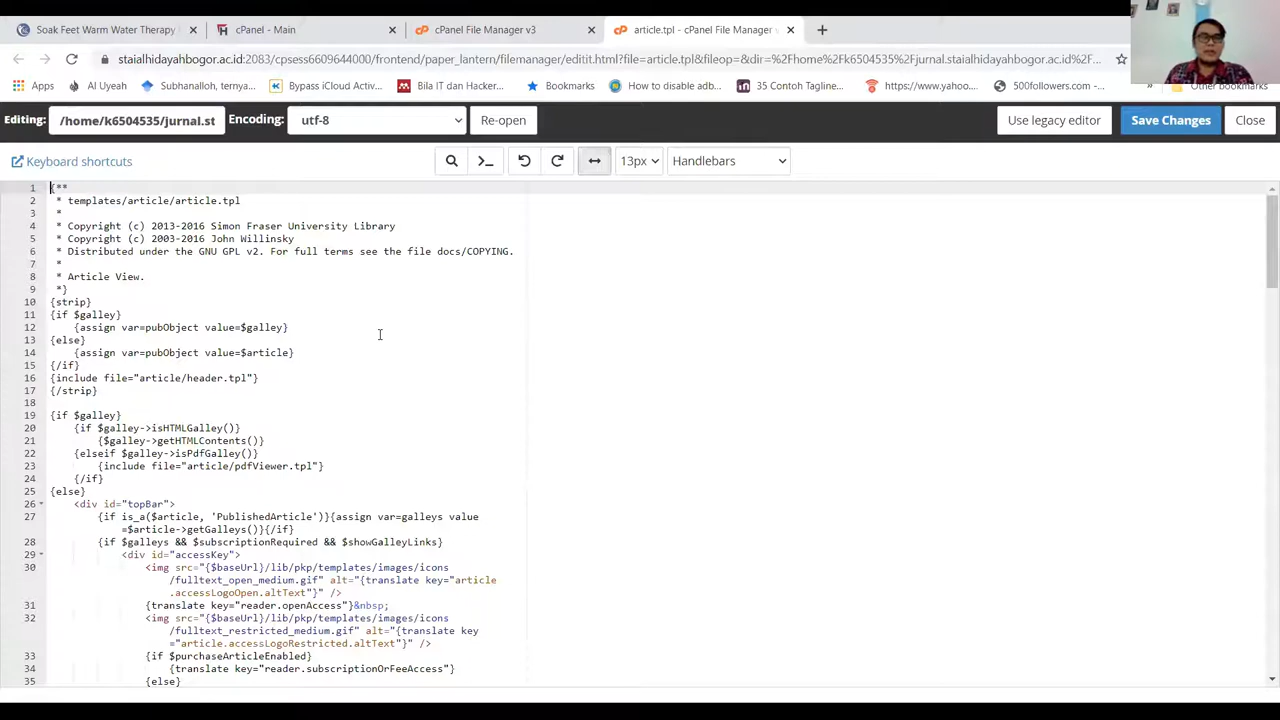 Soak Feet Warm Water Therapy
cPanel - Main
cPanel File Manager v3
article.tpl - cPanel File Manager
staialhidayahbogor.ac.id:2083/cpsess6609644000/frontend/paper_lantern/filemanager/editit.html?file=article.tpl&fileop=&dir=%2Fhome%2Fk6504535%2Fjurnal.staialhidayahbogor.ac.id%2F...
Apps
Al Uyeah
Subhanolloh, ternya...
Bypass iCloud Activ...
Bila IT dan Hacker...
Bookmarks
How to disable adb...
35 Contoh Tagline...
https://www.yahoo...
500followers.com -...
»
Other bookmarks
Editing:
/home/k6504535/jurnal.st
Encoding:
utf-8
Re-open
Use legacy editor
Save Changes
Close
Keyboard shortcuts
13px
Handlebars
1 {**
2 * templates/article/article.tpl
3 *
4 * Copyright (c) 2013-2016 Simon Fraser University Library
5 * Copyright (c) 2003-2016 John Willinsky
6 * Distributed under the GNU GPL v2. For full terms see the file docs/COPYING.
7 *
8 * Article View.
9 *}
10 {strip}
11 {if $galley}
12 {assign var=pubObject value=$galley}
13 {else}
14 {assign var=pubObject value=$article}
15 {/if}
16 {include file="article/header.tpl"}
17 {/strip}
18
19 {if $galley}
20 {if $galley->isHTMLGalley()}
21 {$galley->getHTMLContents()}
22 {elseif $galley->isPdfGalley()}
23 {include file="article/pdfViewer.tpl"}
24 {/if}
25 {else}
26 <div id="topBar">
27 {if is_a($article, 'PublishedArticle')}{assign var=galleys value
=$article->getGalleys()}{/if}
28 {if $galleys && $subscriptionRequired && $showGalleyLinks}
29 <div id="accessKey">
30 <img src="{$baseUrl}/lib/pkp/templates/images/icons
/fulltext_open_medium.gif" alt="{translate key="article
.accessLogoOpen.altText"}" />
31 {translate key="reader.openAccess"}&nbsp;
32 <img src="{$baseUrl}/lib/pkp/templates/images/icons
/fulltext_restricted_medium.gif" alt="{translate key
="article.accessLogoRestricted.altText"}" />
33 {if $purchaseArticleEnabled}
34 {translate key="reader.subscriptionOrFeeAccess"}
35 {else}